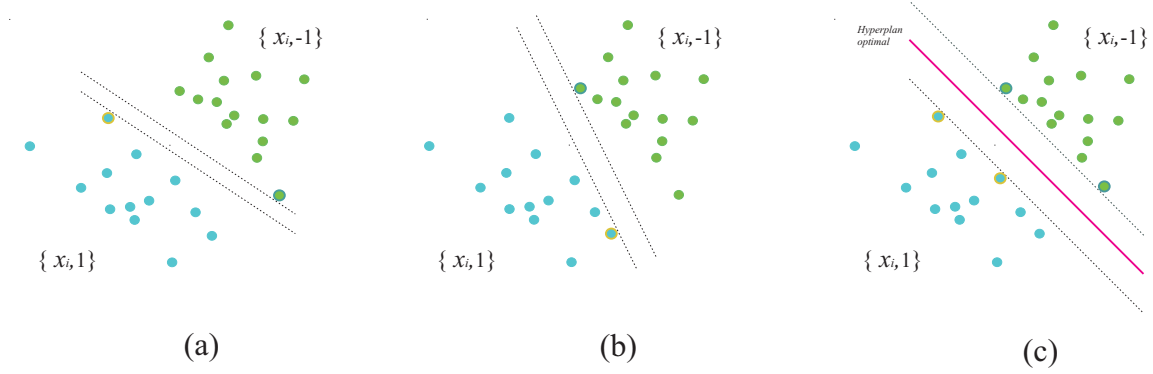 { xi,-1}
{ xi,1}
(a)
{ xi,-1}
{ xi,1}
(b)
Hyperplan
optimal
{ xi,-1}
{ xi,1}
(c)